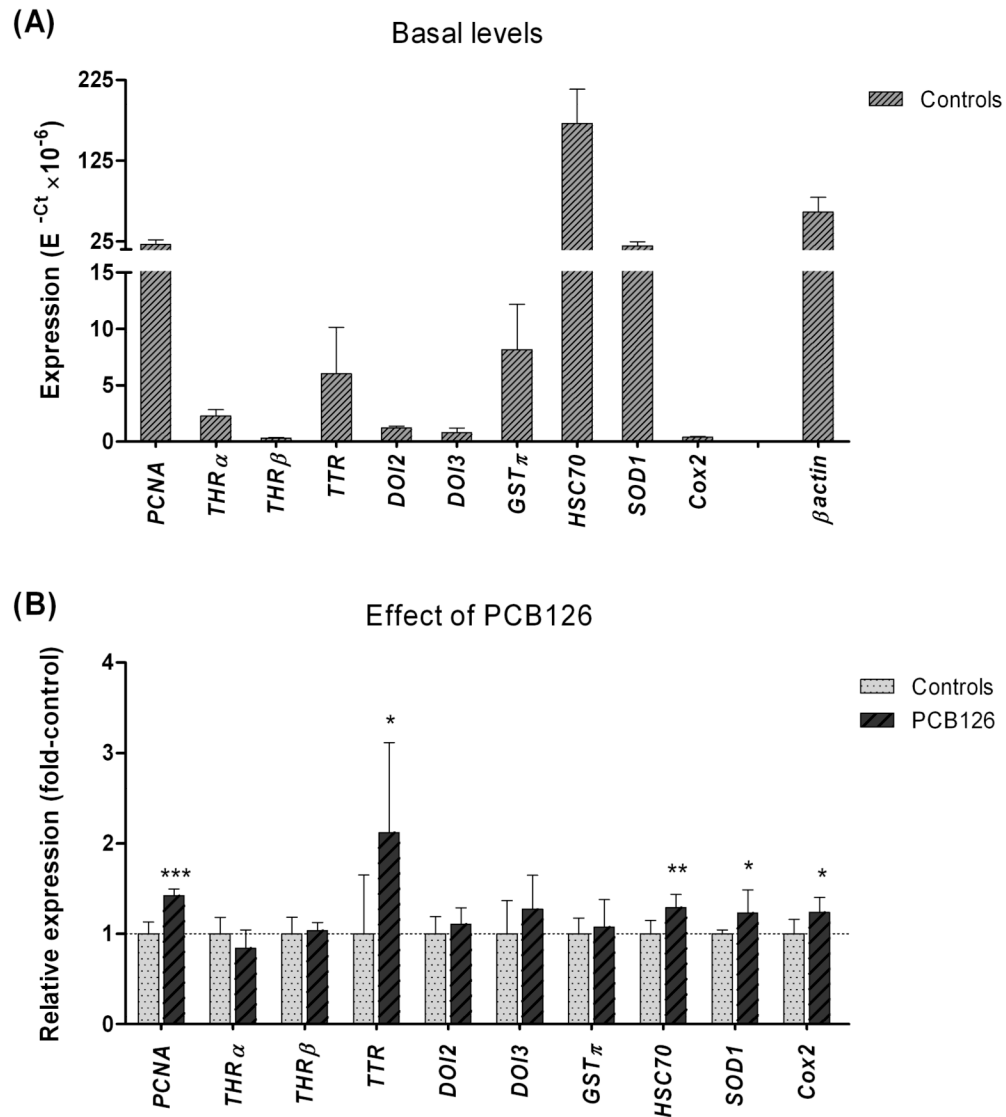 (A)
Basal levels
Expression (E ⁻ᶜᵗ ×10⁻⁶)
225
125
25
15
10
5
0
Controls
PCNA
THRα
THRβ
TTR
DOI2
DOI3
GSTπ
HSC70
SOD1
Cox2
βactin
(B)
Effect of PCB126
Relative expression (fold-control)
4
3
2
1
0
Controls
PCB126
***
*
**
*
*
PCNA
THRα
THRβ
TTR
DOI2
DOI3
GSTπ
HSC70
SOD1
Cox2